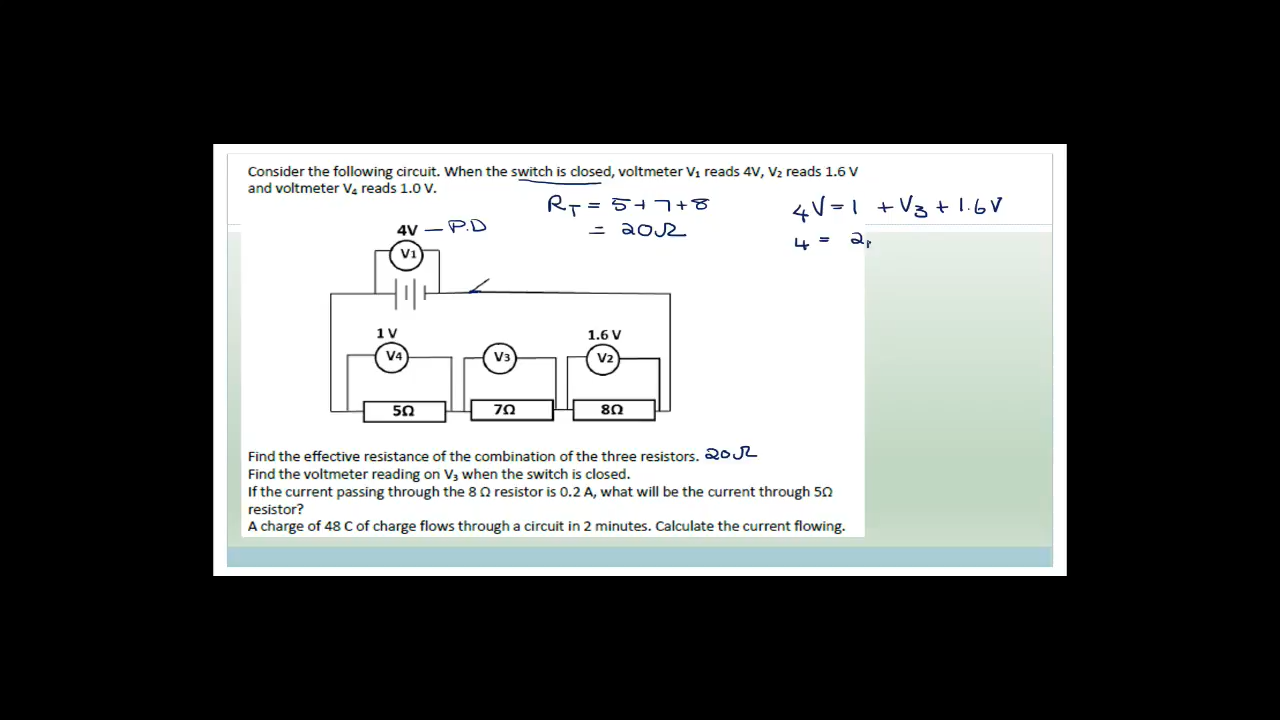 Consider the following circuit. When the switch is closed, voltmeter V₁ reads 4V, V₂ reads 1.6 V
and voltmeter V₄ reads 1.0 V.
R_T = 5 + 7 + 8
= 20Ω
4V = 1 + V₃ + 1.6V
4 = 2.
4V — P.D
V1
1 V
V4
V3
1.6 V
V2
5Ω
7Ω
8Ω
Find the effective resistance of the combination of the three resistors. 20Ω
Find the voltmeter reading on V₃ when the switch is closed.
If the current passing through the 8 Ω resistor is 0.2 A, what will be the current through 5Ω
resistor?
A charge of 48 C of charge flows through a circuit in 2 minutes. Calculate the current flowing.